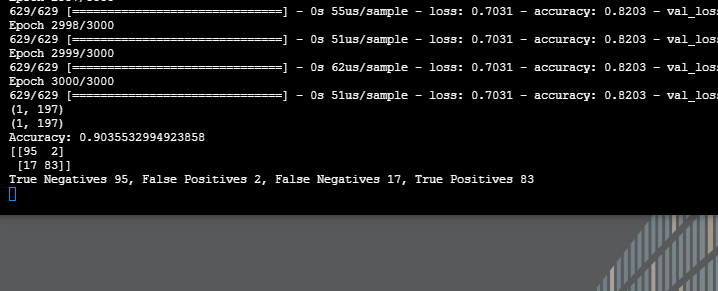 629/629 [==============================] - 0s 55us/sample - loss: 0.7031 - accuracy: 0.8203 - val_los
Epoch 2998/3000
629/629 [==============================] - 0s 51us/sample - loss: 0.7031 - accuracy: 0.8203 - val_los
Epoch 2999/3000
629/629 [==============================] - 0s 62us/sample - loss: 0.7031 - accuracy: 0.8203 - val_los
Epoch 3000/3000
629/629 [==============================] - 0s 51us/sample - loss: 0.7031 - accuracy: 0.8203 - val_los
(1, 197)
(1, 197)
Accuracy: 0.9035532994923858
[[95  2]
 [17 83]]
True Negatives 95, False Positives 2, False Negatives 17, True Positives 83